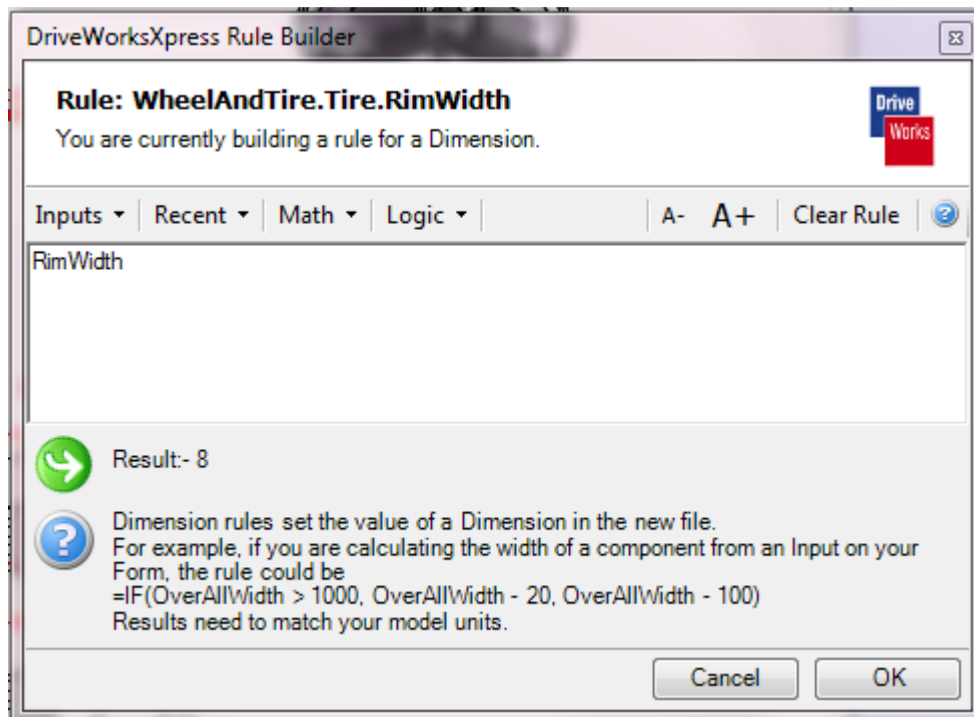 DriveWorksXpress Rule Builder
Rule: WheelAndTire.Tire.RimWidth
You are currently building a rule for a Dimension.
Drive
Works
Inputs Recent Math Logic A- A+ Clear Rule
RimWidth
Result:- 8
Dimension rules set the value of a Dimension in the new file.
For example, if you are calculating the width of a component from an Input on your
Form, the rule could be
=IF(OverAllWidth > 1000, OverAllWidth - 20, OverAllWidth - 100)
Results need to match your model units.
Cancel OK